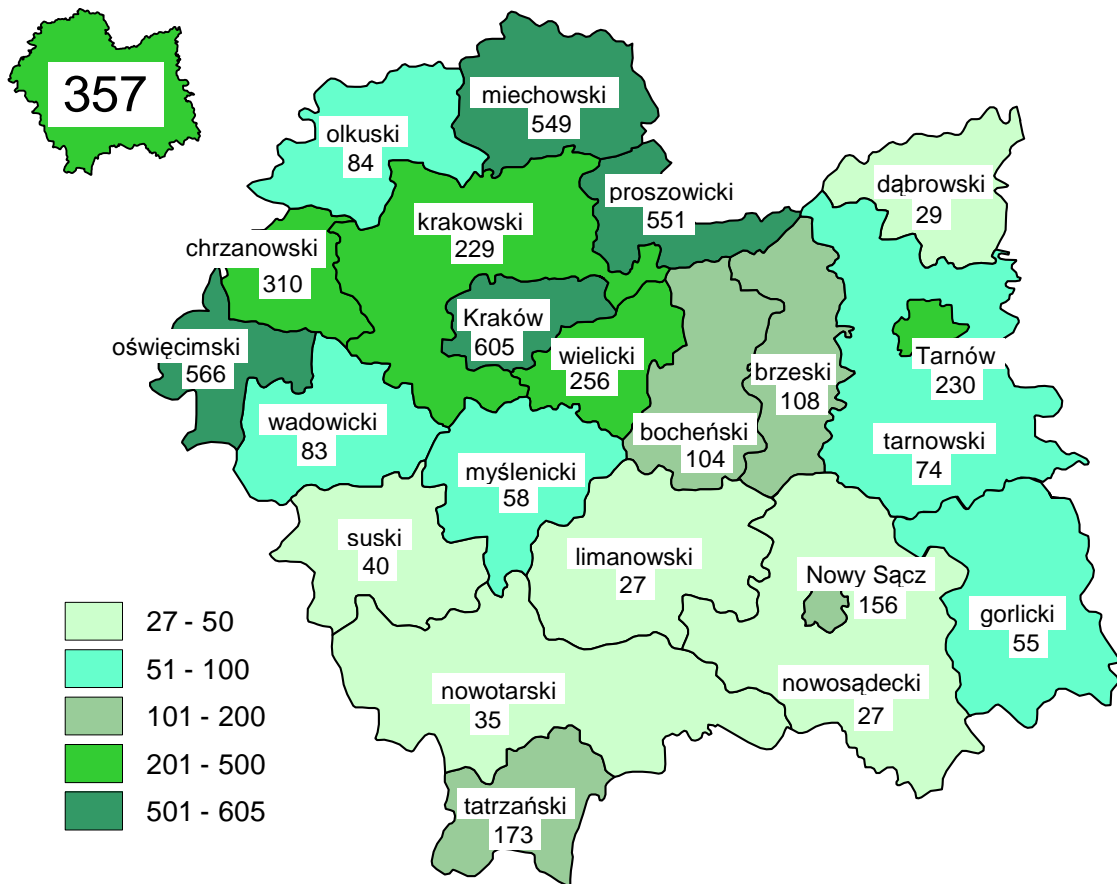 357
miechowski
549
olkuski
84
proszowicki
551
dąbrowski
29
krakowski
229
chrzanowski
310
Kraków
605
oświęcimski
566
wielicki
256
brzeski
108
Tarnów
230
wadowicki
83
bocheński
104
tarnowski
74
myślenicki
58
suski
40
limanowski
27
Nowy Sącz
156
gorlicki
55
nowotarski
35
nowosądecki
27
tatrzański
173
27 - 50
51 - 100
101 - 200
201 - 500
501 - 605